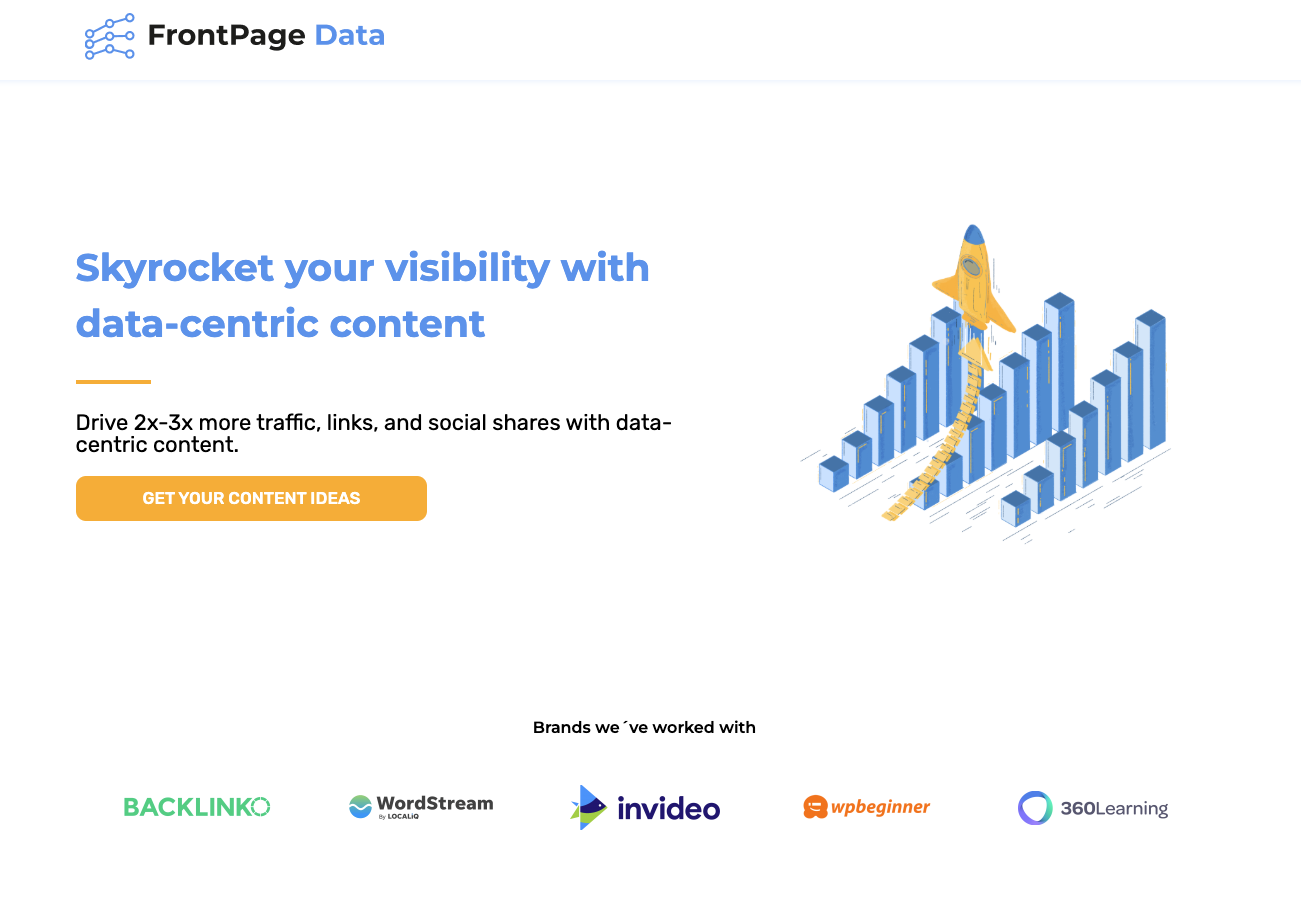 FrontPage Data
Skyrocket your visibility with
data-centric content
Drive 2x-3x more traffic, links, and social shares with data-
centric content.
GET YOUR CONTENT IDEAS
Brands we´ve worked with
BACKLINKO
WordStream
By LOCALiQ
invideo
wpbeginner
360Learning